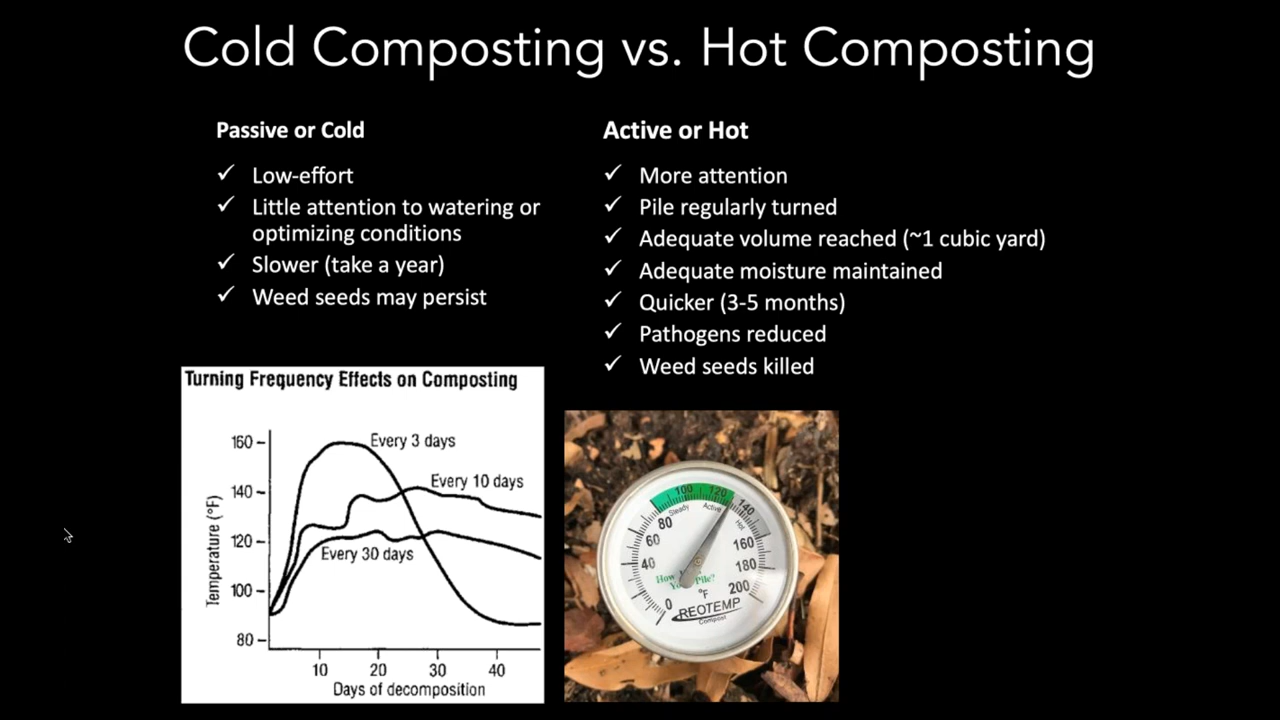 Cold Composting vs. Hot Composting
Passive or Cold
✓ Low-effort
✓ Little attention to watering or
optimizing conditions
✓ Slower (take a year)
✓ Weed seeds may persist
Active or Hot
✓ More attention
✓ Pile regularly turned
✓ Adequate volume reached (~1 cubic yard)
✓ Adequate moisture maintained
✓ Quicker (3-5 months)
✓ Pathogens reduced
✓ Weed seeds killed
Turning Frequency Effects on Composting
Temperature (°F)
160
140
120
100
80
Every 3 days
Every 10 days
Every 30 days
10 20 30 40
Days of decomposition
0
40
60
80
100
120
140
160
180
200
Steady
Active
Hot
How
Pile?
°F
REOTEMP
Compost